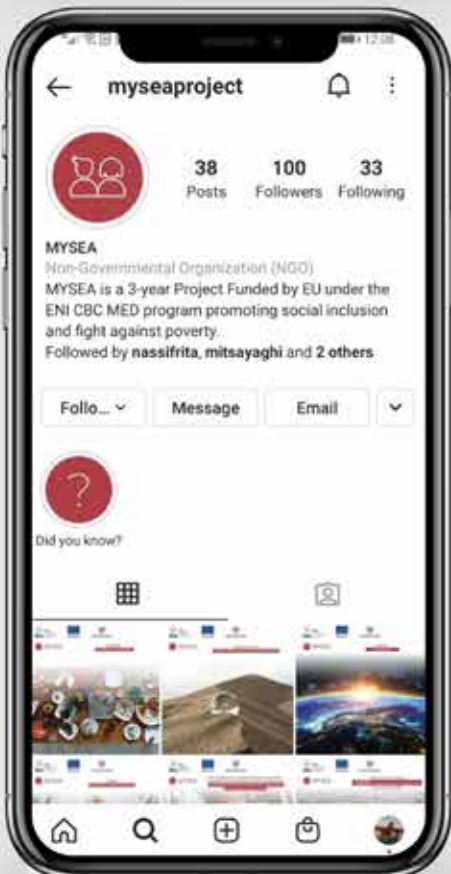 12:08
myseaproject
38 100 33
Posts Followers Following
MYSEA
Non-Governmental Organization (NGO)
MYSEA is a 3-year Project Funded by EU under the
ENI CBC MED program promoting social inclusion
and fight against poverty.
Followed by nassifrita, mitsayaghi and 2 others
Follo... Message Email
?
Did you know?